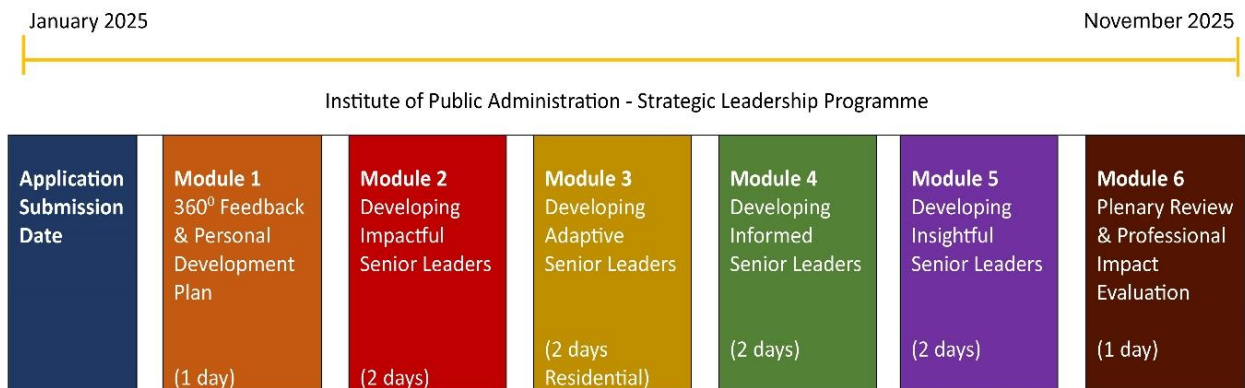 January 2025
November 2025
Institute of Public Administration - Strategic Leadership Programme
Application
Submission
Date
Module 1
360⁰ Feedback
& Personal
Development
Plan
(1 day)
Module 2
Developing
Impactful
Senior Leaders
(2 days)
Module 3
Developing
Adaptive
Senior Leaders
(2 days
Residential)
Module 4
Developing
Informed
Senior Leaders
(2 days)
Module 5
Developing
Insightful
Senior Leaders
(2 days)
Module 6
Plenary Review
& Professional
Impact
Evaluation
(1 day)